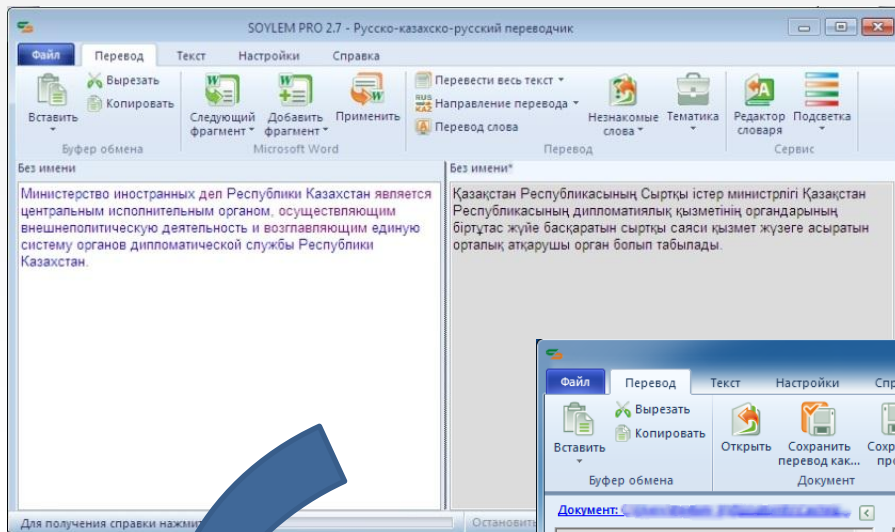 SOYLEM PRO 2.7 - Русско-казахско-русский переводчик
Файл Перевод Текст Настройки Справка
Вставить
Вырезать
Копировать
Буфер обмена
Следующий фрагмент
Добавить фрагмент
Применить
Microsoft Word
Перевести весь текст
RUS KAZ Направление перевода
Перевод слова
Незнакомые слова
Тематика
Перевод
Редактор словаря
Подсветка
Сервис
Без имени
Министерство иностранных дел Республики Казахстан является
центральным исполнительным органом, осуществляющим
внешнеполитическую деятельность и возглавляющим единую
систему органов дипломатической службы Республики
Казахстан.
Без имени*
Қазақстан Республикасының Сыртқы істер министрлігі Қазақстан
Республикасының дипломатиялық қызметінің органдарының
біртұтас жүйе басқаратын сыртқы саяси қызмет жүзеге асыратын
орталық атқарушы орган болып табылады.
Для получения справки
Файл Перевод Текст Настройки
Вставить
Вырезать
Копировать
Буфер обмена
Открыть
Сохранить перевод как...
Документ
Документ: